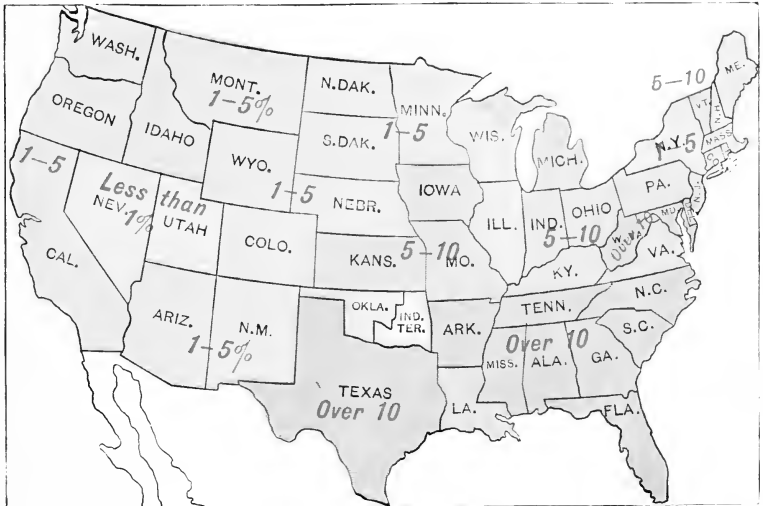 WASH.
MONT.
1–5%
N.DAK.
MINN.
1–5
OREGON
IDAHO
S.DAK.
WIS.
MICH.
5–10
ME.
VT.
N.H.
MASS.
N.Y.
5
1–5
WYO.
1–5
IOWA
PA.
N.J.
Less than
NEV. 1%
UTAH
NEBR.
ILL.
IND.
OHIO
5–10
MD.
DEL.
W.
VA.
Over
COLO.
5–10
KANS.
MO.
KY.
VA.
CAL.
ARIZ.
1–5%
N.M.
OKLA.
IND.
TER.
ARK.
TENN.
N.C.
S.C.
Over 10
MISS.
ALA.
GA.
TEXAS
Over 10
LA.
FLA.